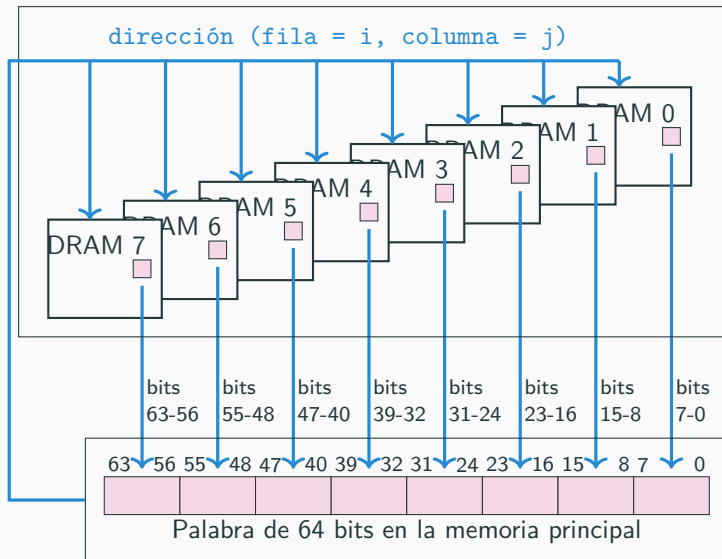 dirección (fila = i, columna = j)
DRAM 0
DRAM 1
DRAM 2
DRAM 3
DRAM 4
DRAM 5
DRAM 6
DRAM 7
bits bits bits bits bits bits bits bits
63-56 55-48 47-40 39-32 31-24 23-16 15-8 7-0
63 56 55 48 47 40 39 32 31 24 23 16 15 8 7 0
Palabra de 64 bits en la memoria principal